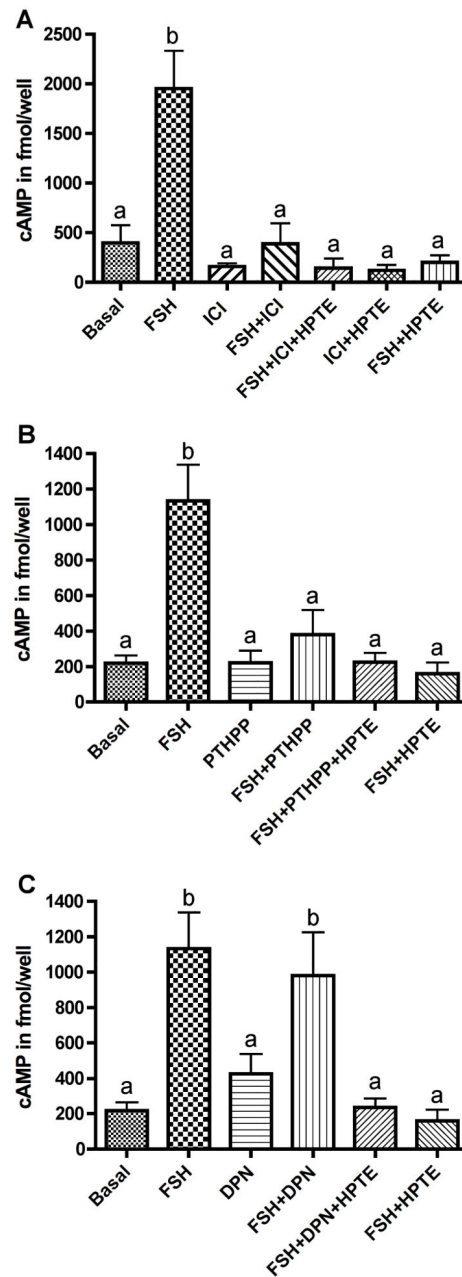 A
cAMP in fmol/well
2500
2000
1500
1000
500
0
a
b
a
a
a
a
a
Basal
FSH
ICI
FSH+ICI
FSH+ICI+HPTE
ICI+HPTE
FSH+HPTE
B
cAMP in fmol/well
1400
1200
1000
800
600
400
200
0
a
b
a
a
a
a
Basal
FSH
PTHPP
FSH+PTHPP
FSH+PTHPP+HPTE
FSH+HPTE
C
cAMP in fmol/well
1400
1200
1000
800
600
400
200
0
a
b
a
b
a
a
Basal
FSH
DPN
FSH+DPN
FSH+DPN+HPTE
FSH+HPTE